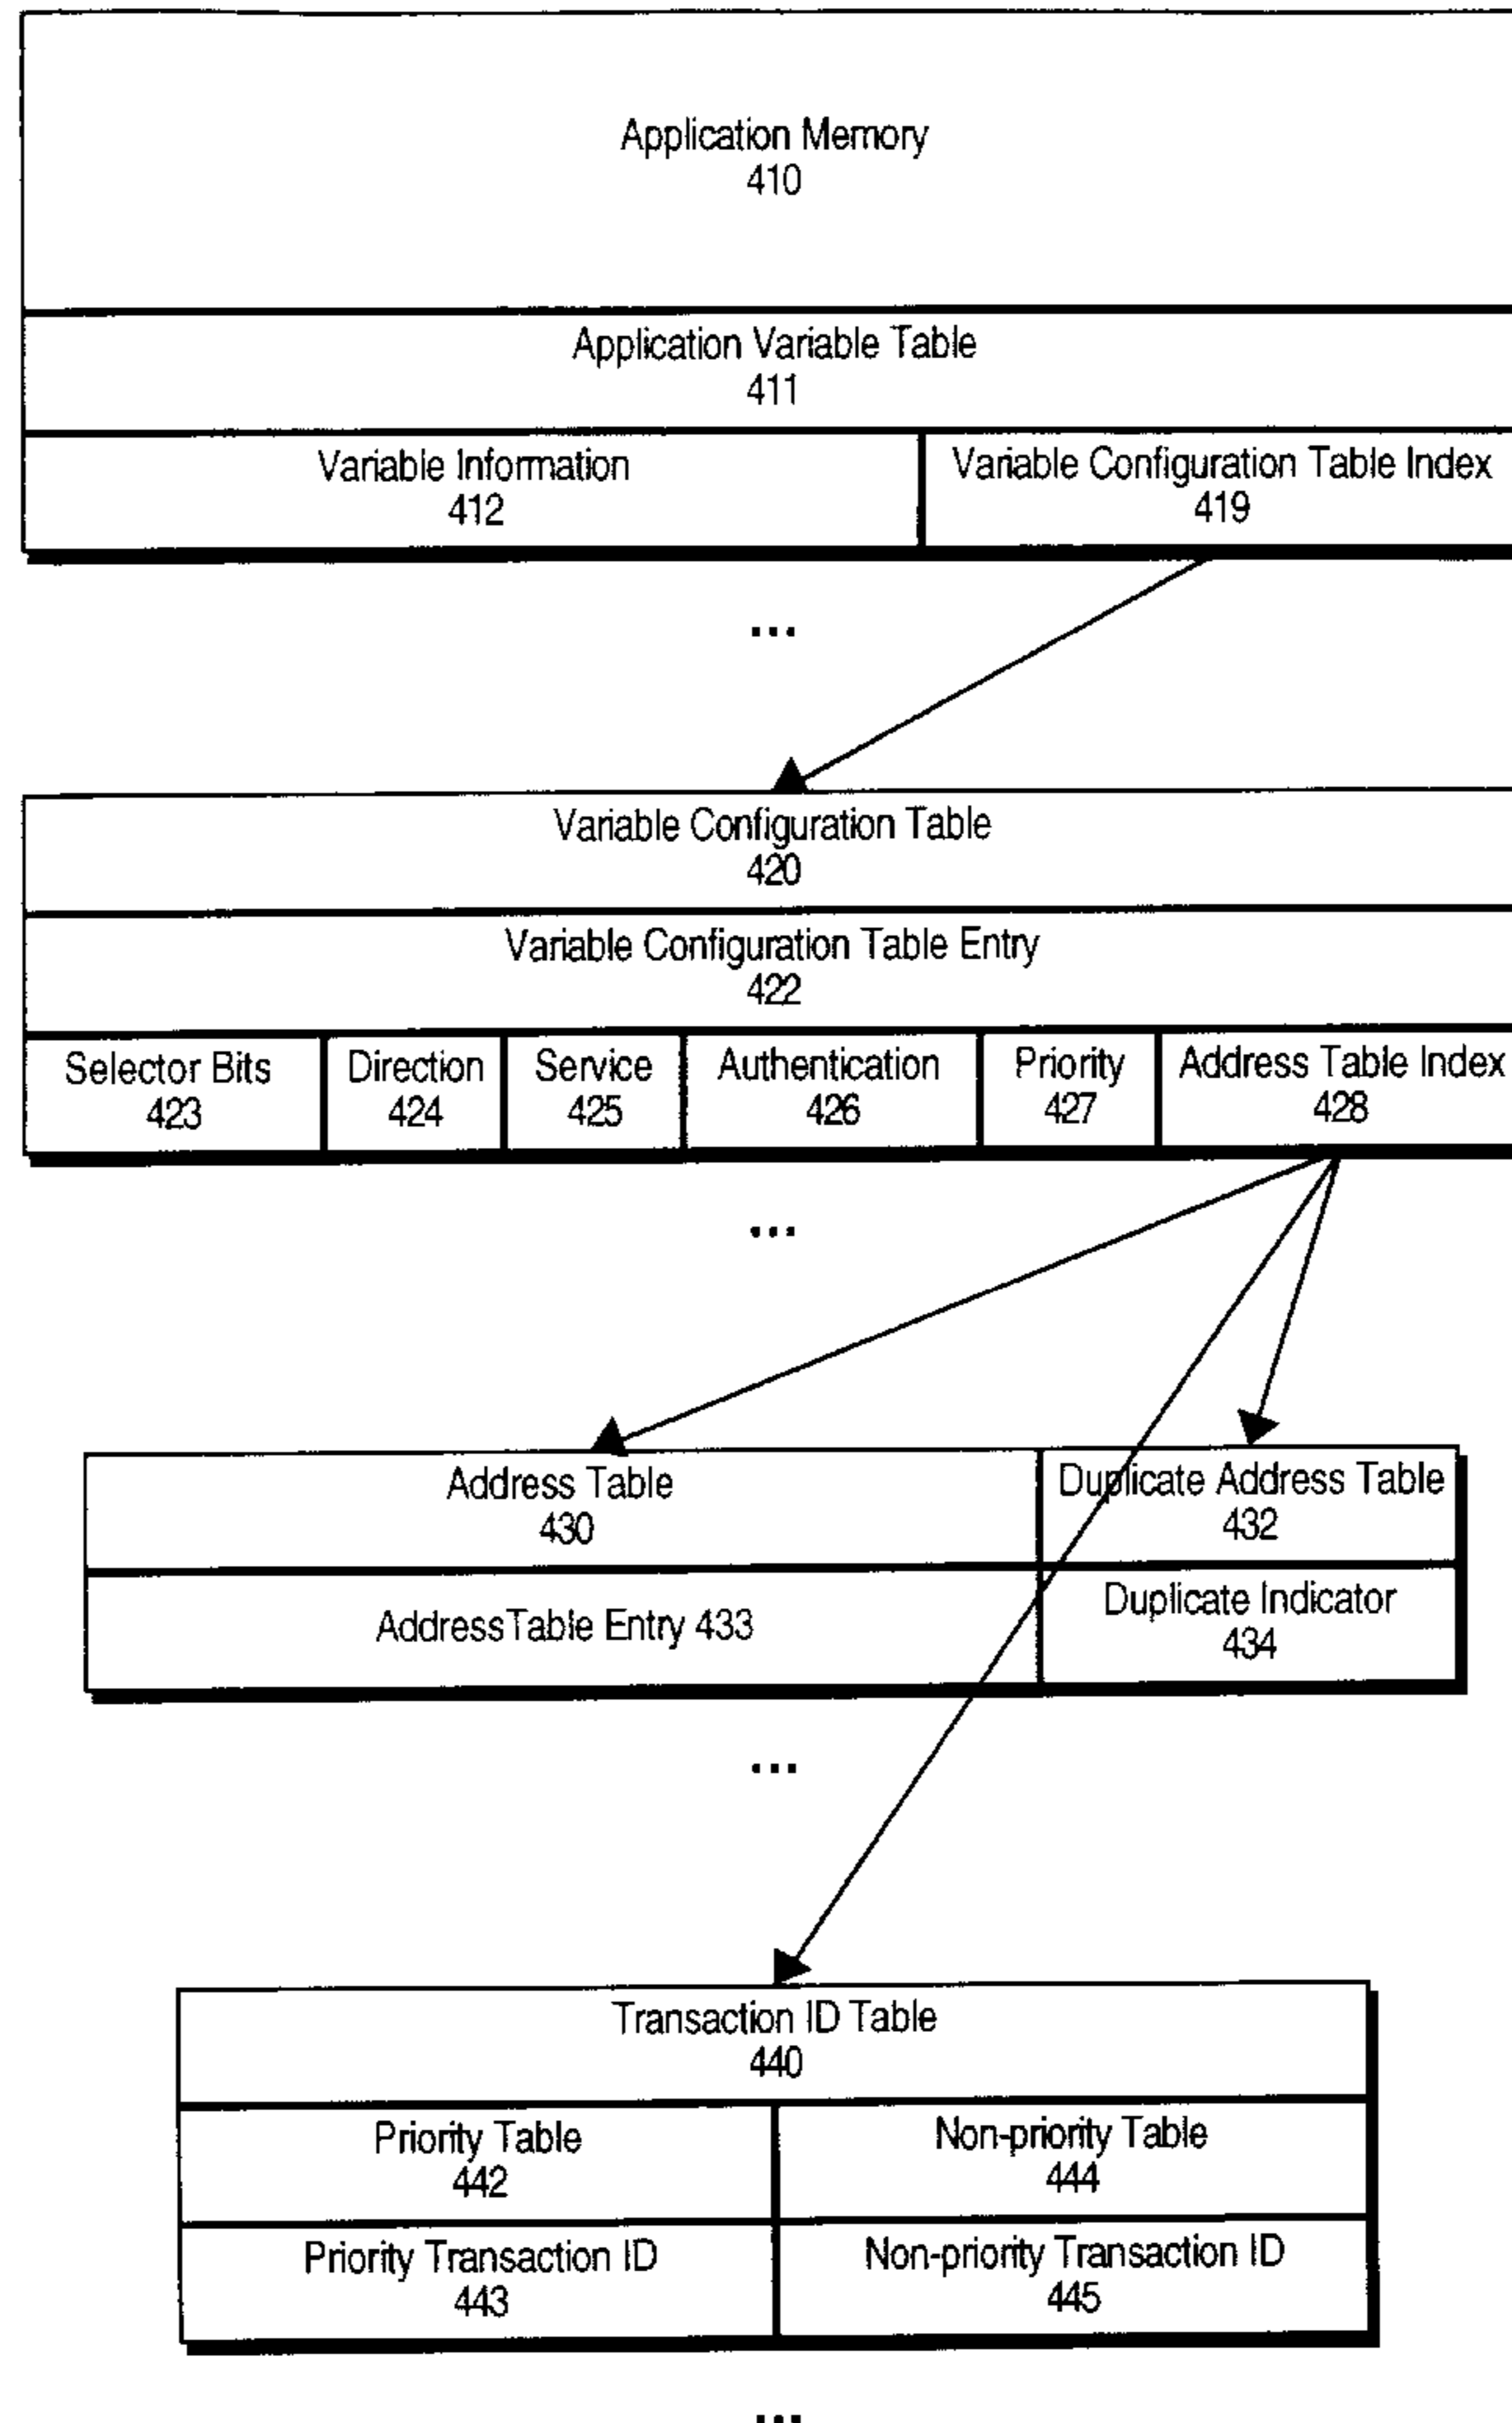 Application Memory
410
Application Variable Table
411
Variable Information
412
Variable Configuration Table Index
419
...
Variable Configuration Table
420
Variable Configuration Table Entry
422
Selector Bits
423
Direction
424
Service
425
Authentication
426
Priority
427
Address Table Index
428
...
Address Table
430
Duplicate Address Table
432
AddressTable Entry 433
Duplicate Indicator
434
...
Transaction ID Table
440
Priority Table
442
Non-priority Table
444
Priority Transaction ID
443
Non-priority Transaction ID
445
...